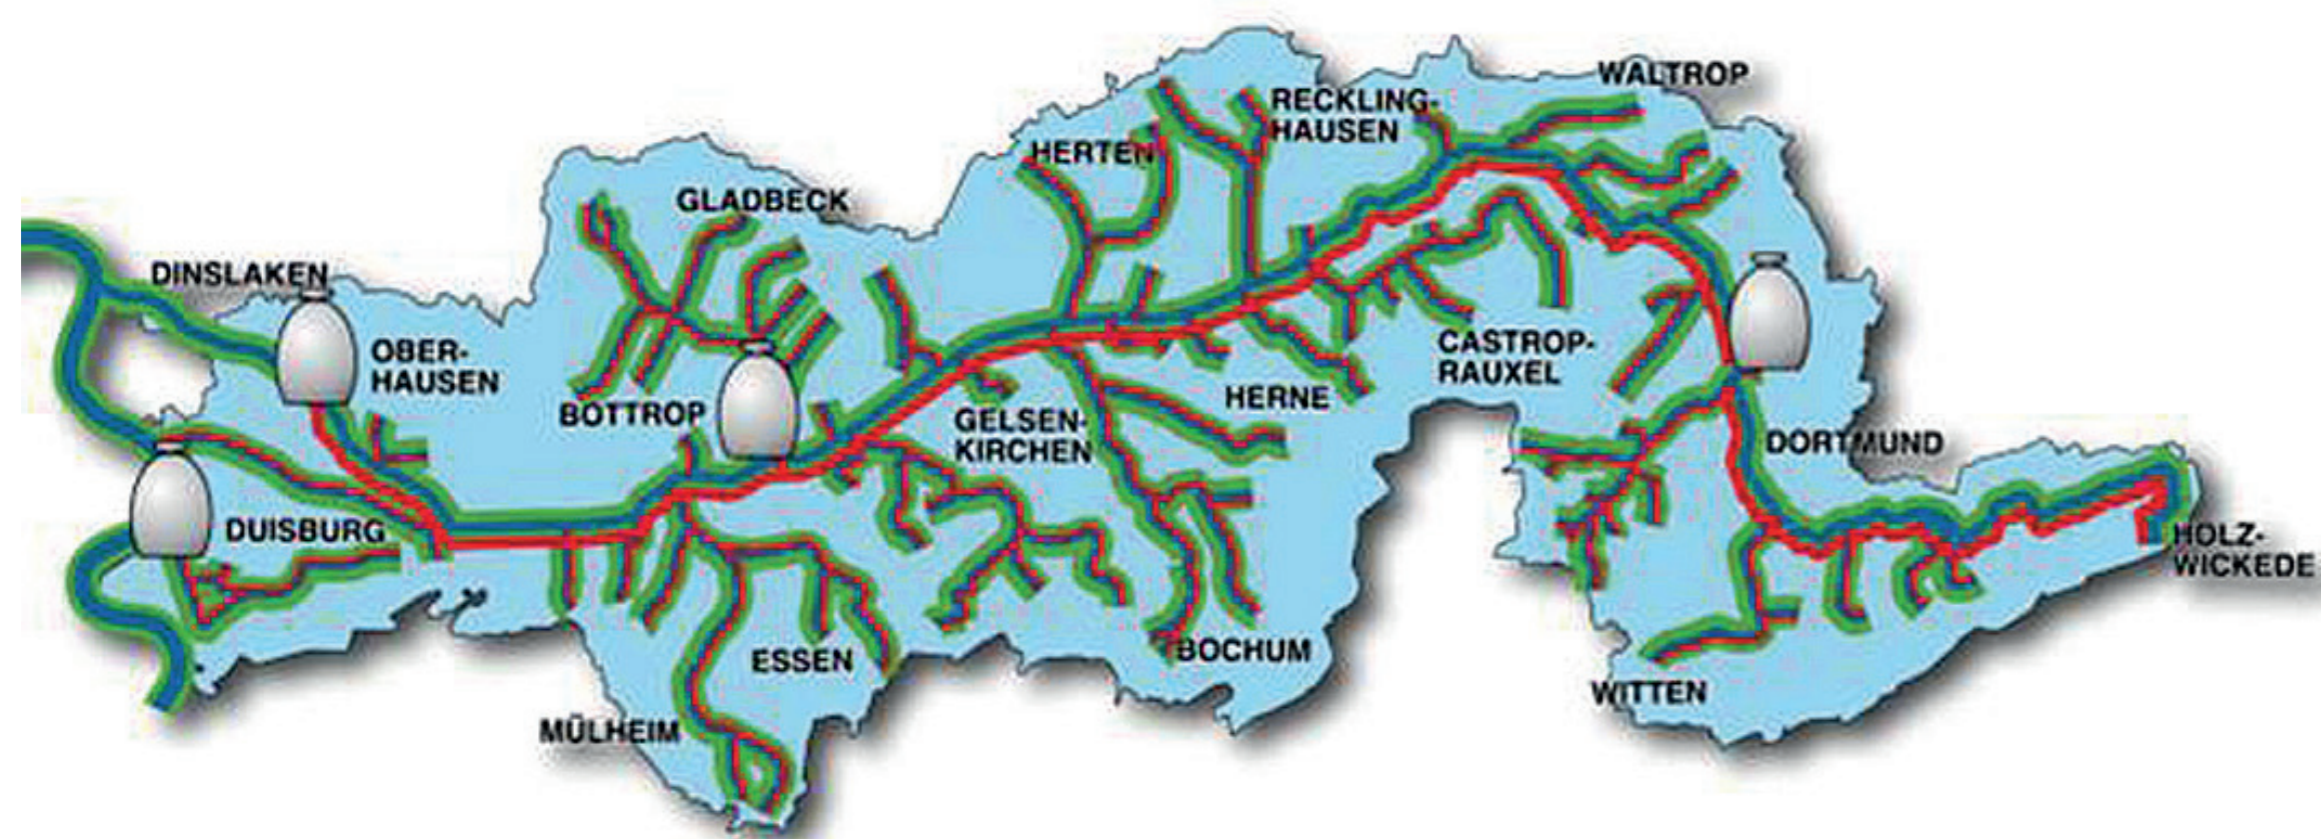 WALTROP
RECKLING-
HAUSEN
HERTEN
GLADBECK
DINSLAKEN
OBER-
HAUSEN
CASTROP-
RAUXEL
HERNE
BOTTROP
GELSEN-
KIRCHEN
DORTMUND
DUISBURG
HOLZ-
WICKEDE
BOCHUM
ESSEN
WITTEN
MÜLHEIM